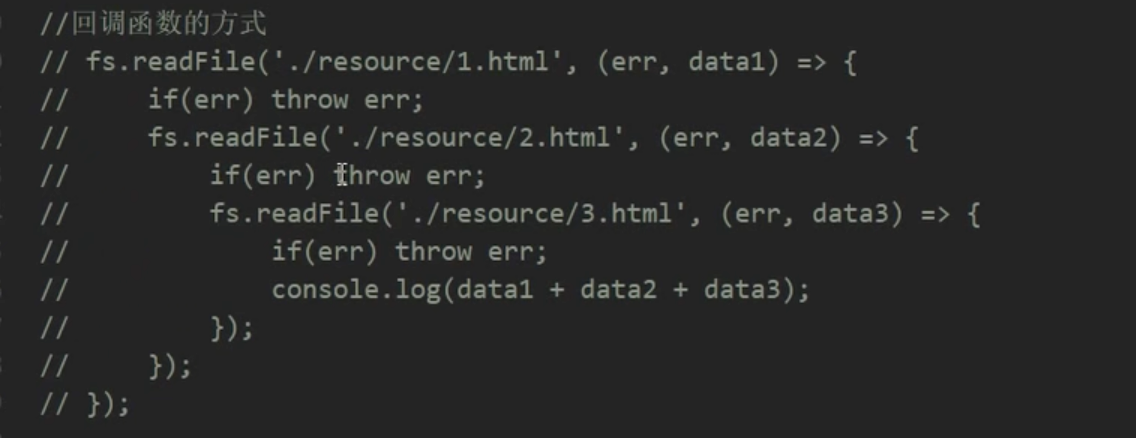 //回调函数的方式
// fs.readFile('./resource/1.html', (err, data1) => {
//     if(err) throw err;
//     fs.readFile('./resource/2.html', (err, data2) => {
//         if(err) throw err;
//         fs.readFile('./resource/3.html', (err, data3) => {
//             if(err) throw err;
//             console.log(data1 + data2 + data3);
//         });
//     });
// });